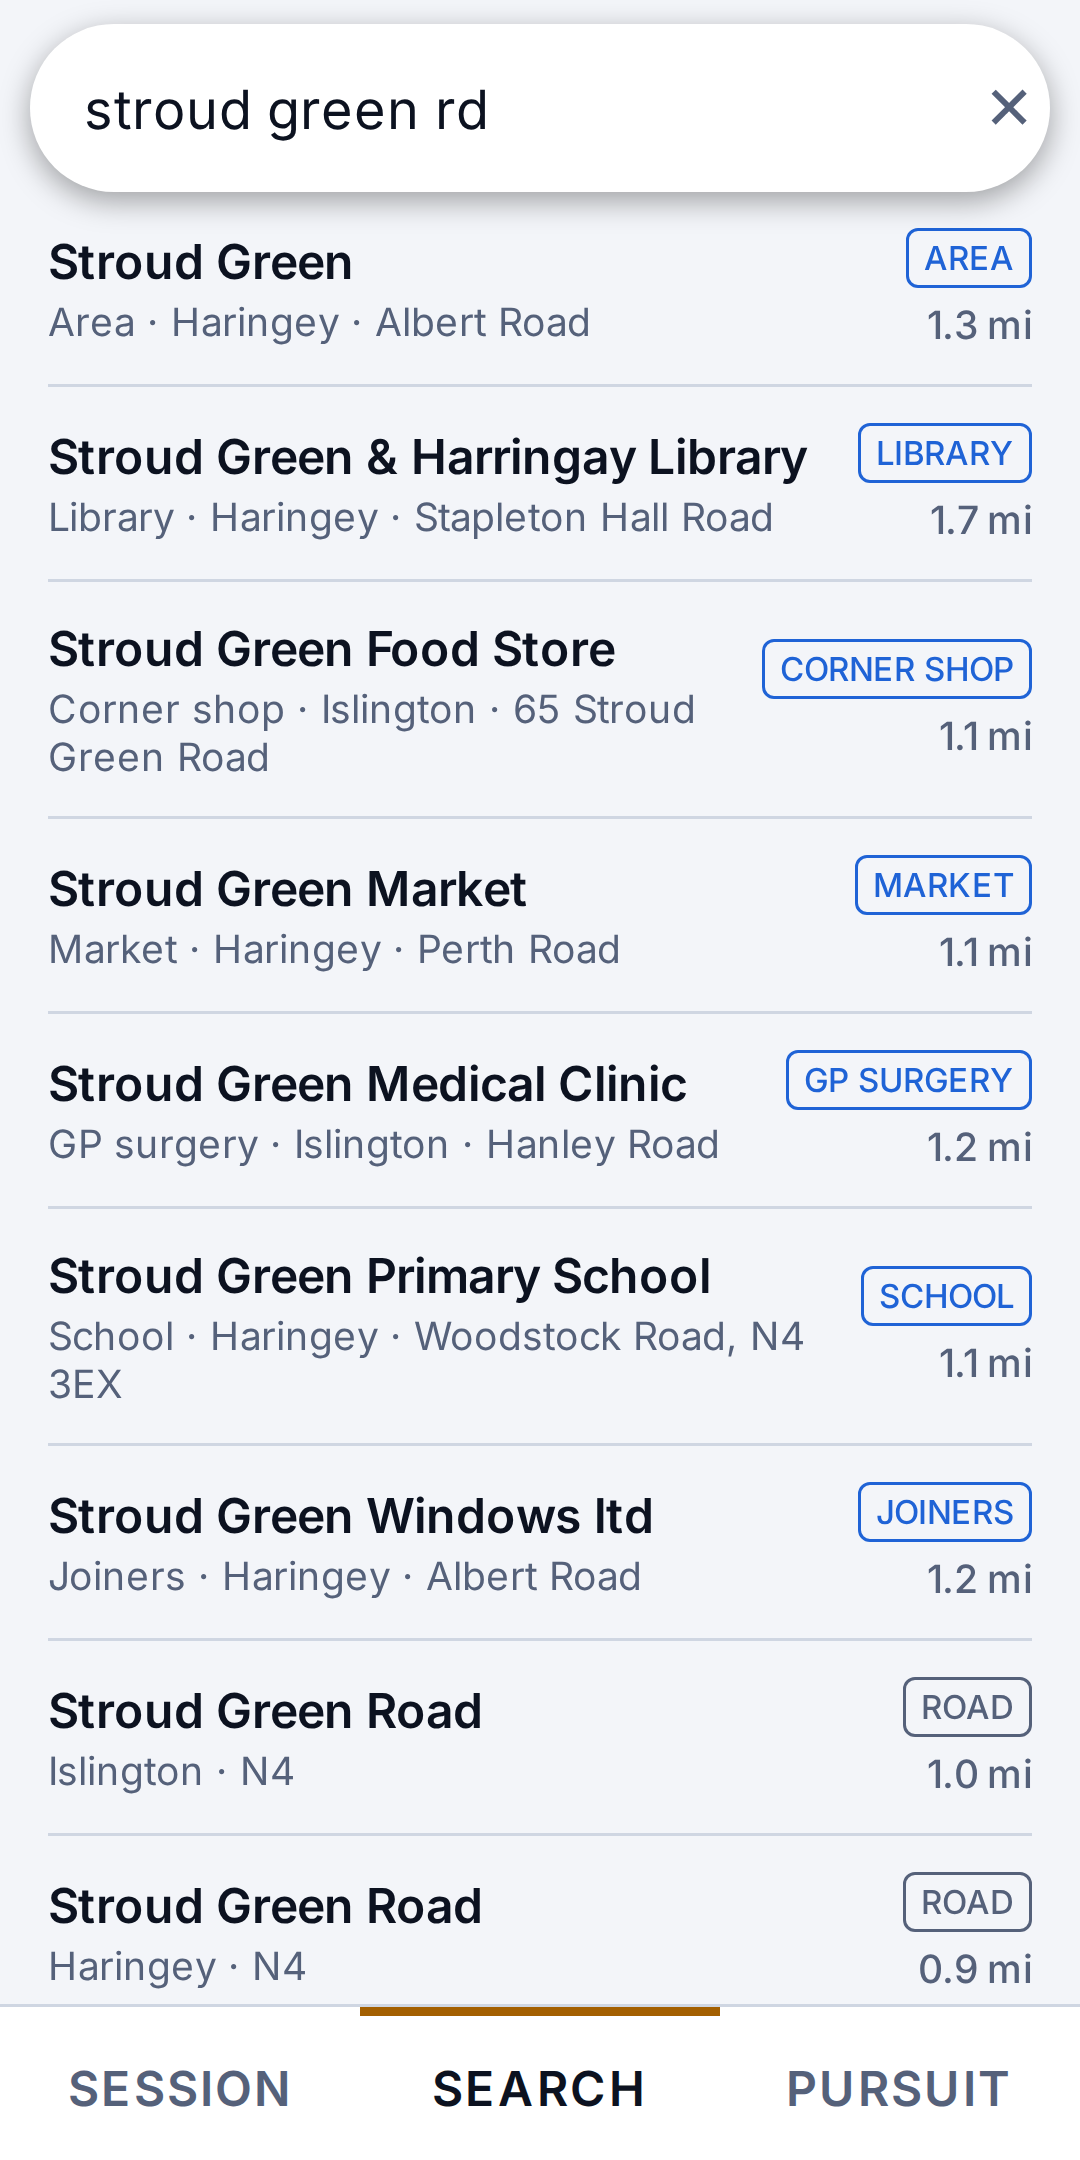 stroud green rd ✕
Stroud Green
AREA
Area · Haringey · Albert Road
1.3 mi
Stroud Green & Harringay Library
LIBRARY
Library · Haringey · Stapleton Hall Road
1.7 mi
Stroud Green Food Store
CORNER SHOP
Corner shop · Islington · 65 Stroud
Green Road
1.1 mi
Stroud Green Market
MARKET
Market · Haringey · Perth Road
1.1 mi
Stroud Green Medical Clinic
GP SURGERY
GP surgery · Islington · Hanley Road
1.2 mi
Stroud Green Primary School
SCHOOL
School · Haringey · Woodstock Road, N4
3EX
1.1 mi
Stroud Green Windows ltd
JOINERS
Joiners · Haringey · Albert Road
1.2 mi
Stroud Green Road
ROAD
Islington · N4
1.0 mi
Stroud Green Road
ROAD
Haringey · N4
0.9 mi
SESSION SEARCH PURSUIT